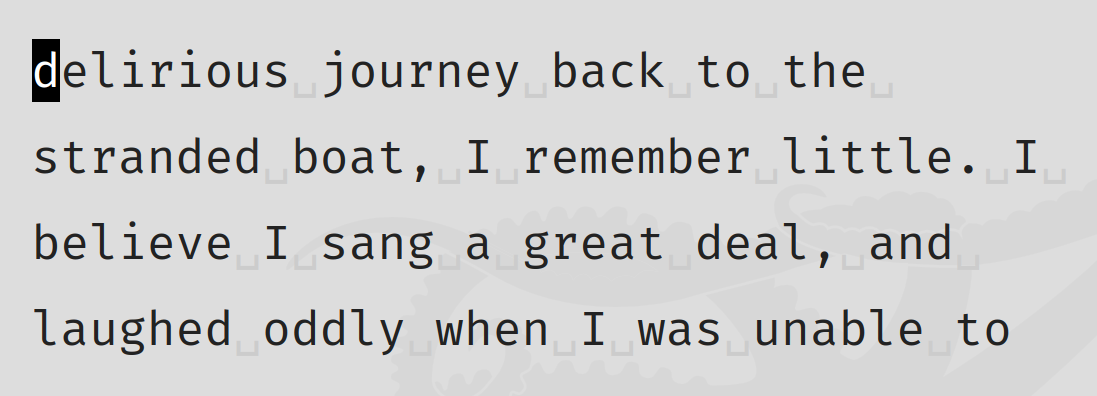 delirious journey back to the
stranded boat, I remember little. I
believe I sang a great deal, and
laughed oddly when I was unable to